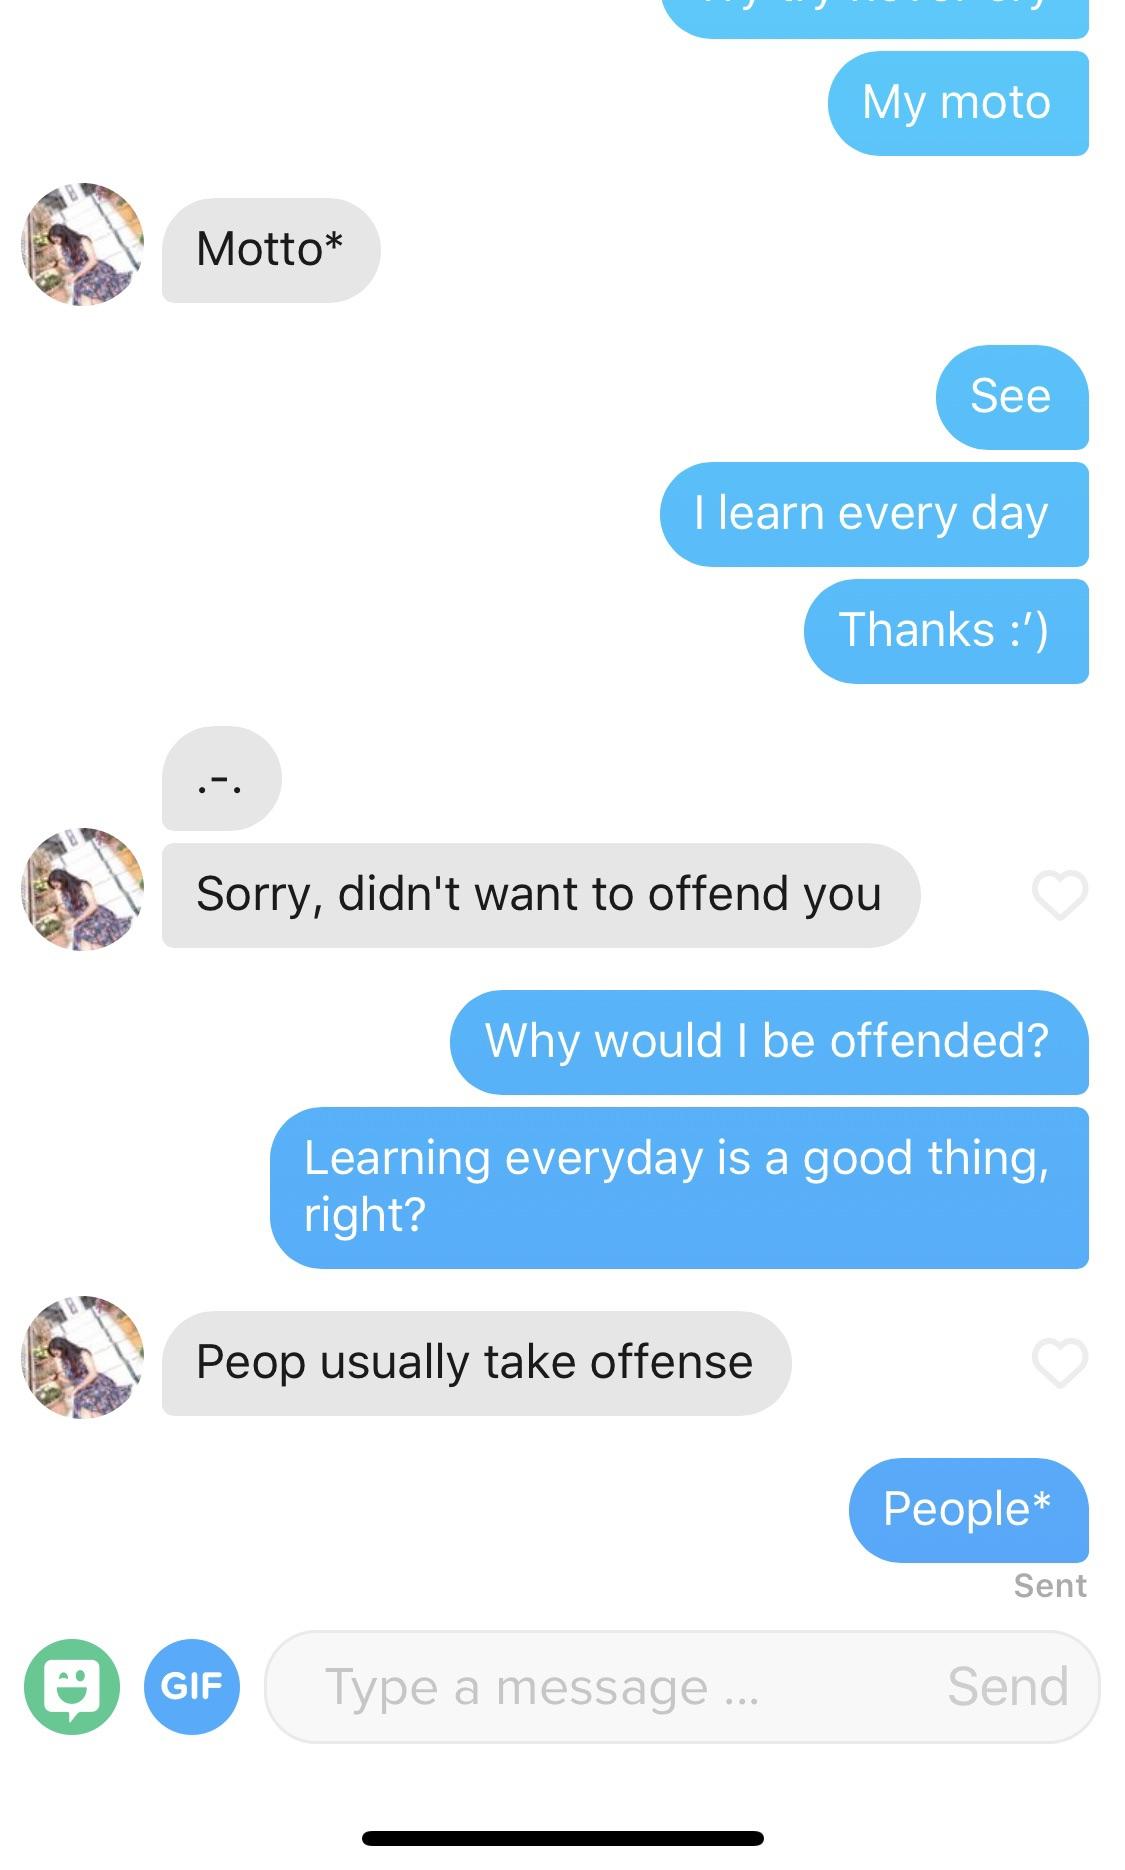 My moto
Motto*
See
I learn every day
Thanks :’)
.-.
Sorry, didn't want to offend you
Why would I be offended?
Learning everyday is a good thing,
right?
Peop usually take offense
People*
Sent
GIF
Type a message ...
Send